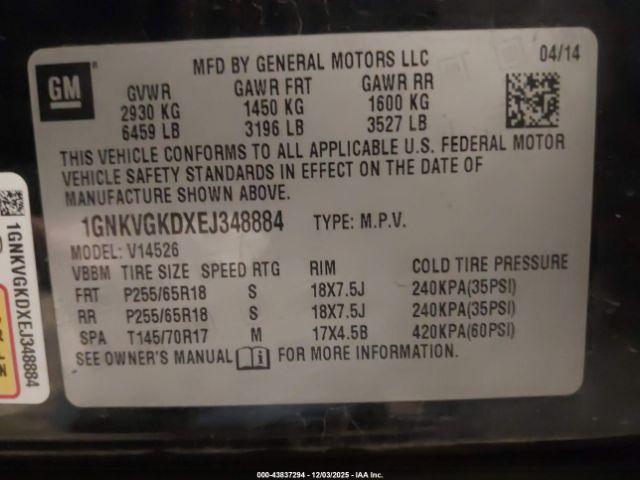 GM
MFD BY GENERAL MOTORS LLC 04/14
GVWR GAWR FRT GAWR RR
2930 KG 1450 KG 1600 KG
6459 LB 3196 LB 3527 LB
THIS VEHICLE CONFORMS TO ALL APPLICABLE U.S. FEDERAL MOTOR
VEHICLE SAFETY STANDARDS IN EFFECT ON THE DATE OF
MANUFACTURE SHOWN ABOVE.
1GNKVGKDXEJ348884 TYPE: M.P.V.
MODEL: V14526
VBBM TIRE SIZE SPEED RTG RIM COLD TIRE PRESSURE
FRT P255/65R18 S 18X7.5J 240KPA(35PSI)
RR P255/65R18 S 18X7.5J 240KPA(35PSI)
SPA T145/70R17 M 17X4.5B 420KPA(60PSI)
SEE OWNER'S MANUAL FOR MORE INFORMATION.
1GNKVGKDXEJ348884
000-43837294 - 12/03/2025 - IAA Inc.